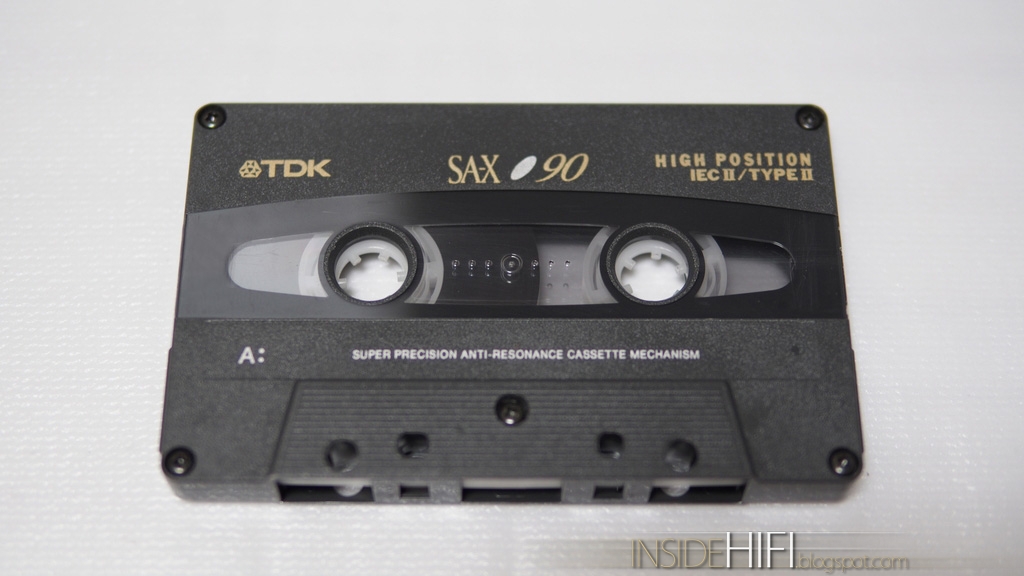 TDK
SA-X 90
HIGH POSITION
IEC II/TYPE II
A:
SUPER PRECISION ANTI-RESONANCE CASSETTE MECHANISM
INSIDEHIFI.blogspot.com